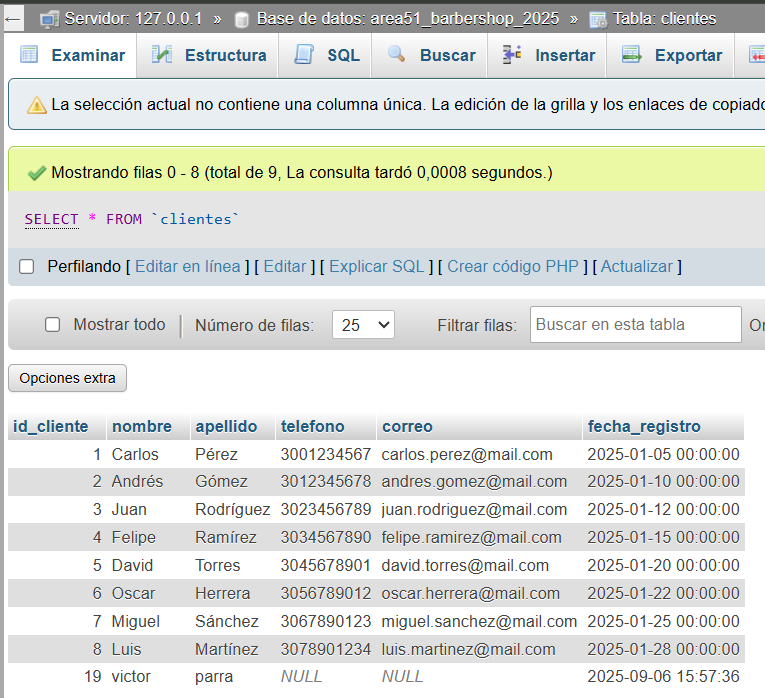 ← Servidor: 127.0.0.1 » Base de datos: area51_barbershop_2025 » Tabla: clientes
Examinar Estructura SQL Buscar Insertar Exportar
La selección actual no contiene una columna única. La edición de la grilla y los enlaces de copiado
Mostrando filas 0 - 8 (total de 9, La consulta tardó 0,0008 segundos.)
SELECT * FROM `clientes`
Perfilando [ Editar en línea ] [ Editar ] [ Explicar SQL ] [ Crear código PHP ] [ Actualizar ]
Mostrar todo | Número de filas: 25 Filtrar filas: Buscar en esta tabla
Opciones extra
id_cliente nombre apellido telefono correo fecha_registro
1 Carlos Pérez 3001234567 carlos.perez@mail.com 2025-01-05 00:00:00
2 Andrés Gómez 3012345678 andres.gomez@mail.com 2025-01-10 00:00:00
3 Juan Rodríguez 3023456789 juan.rodriguez@mail.com 2025-01-12 00:00:00
4 Felipe Ramírez 3034567890 felipe.ramirez@mail.com 2025-01-15 00:00:00
5 David Torres 3045678901 david.torres@mail.com 2025-01-20 00:00:00
6 Oscar Herrera 3056789012 oscar.herrera@mail.com 2025-01-22 00:00:00
7 Miguel Sánchez 3067890123 miguel.sanchez@mail.com 2025-01-25 00:00:00
8 Luis Martínez 3078901234 luis.martinez@mail.com 2025-01-28 00:00:00
19 victor parra NULL NULL 2025-09-06 15:57:36